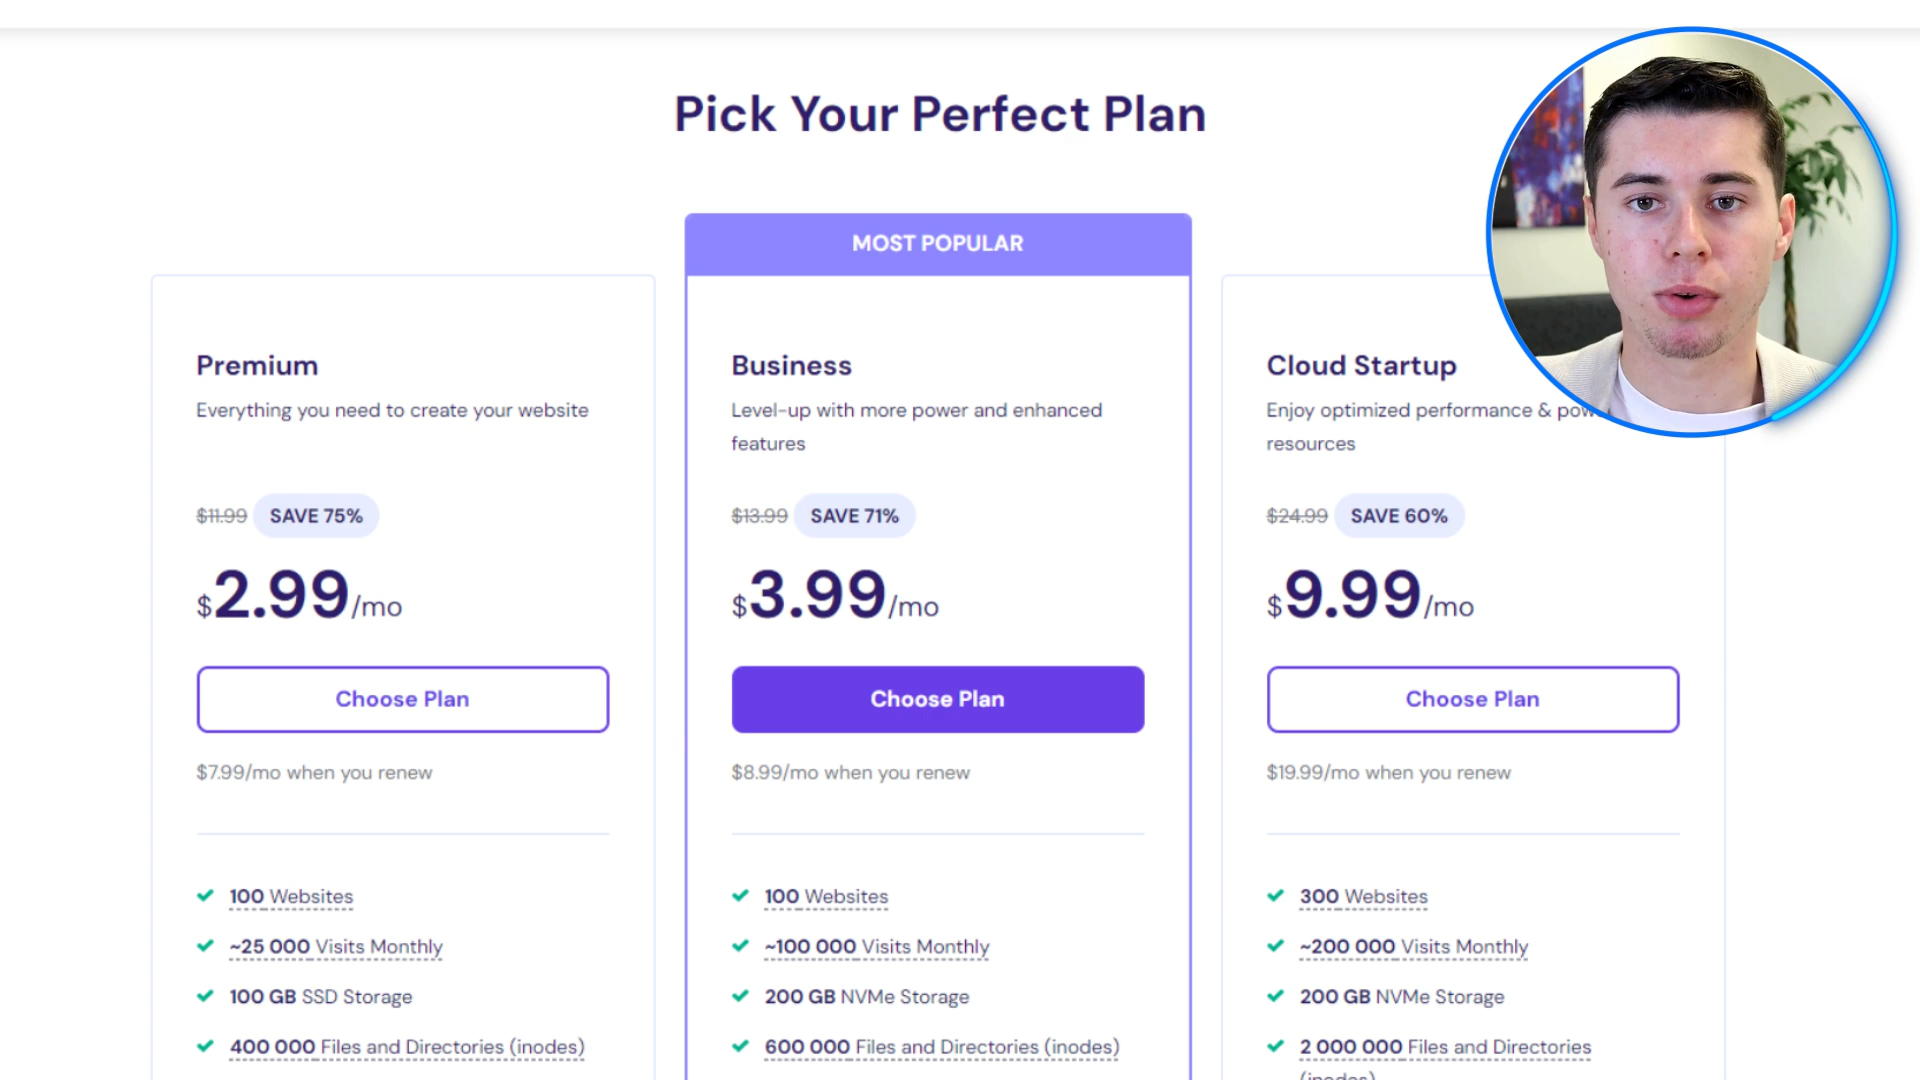 Pick Your Perfect Plan
MOST POPULAR
Premium
Everything you need to create your website
$11.99 SAVE 75%
$2.99/mo
Choose Plan
$7.99/mo when you renew
100 Websites
~25 000 Visits Monthly
100 GB SSD Storage
400 000 Files and Directories (inodes)
Business
Level-up with more power and enhanced
features
$13.99 SAVE 71%
$3.99/mo
Choose Plan
$8.99/mo when you renew
100 Websites
~100 000 Visits Monthly
200 GB NVMe Storage
600 000 Files and Directories (inodes)
Cloud Startup
Enjoy optimized performance &
resources
$24.99 SAVE 60%
$9.99/mo
Choose Plan
$19.99/mo when you renew
300 Websites
~200 000 Visits Monthly
200 GB NVMe Storage
2 000 000 Files and Directories